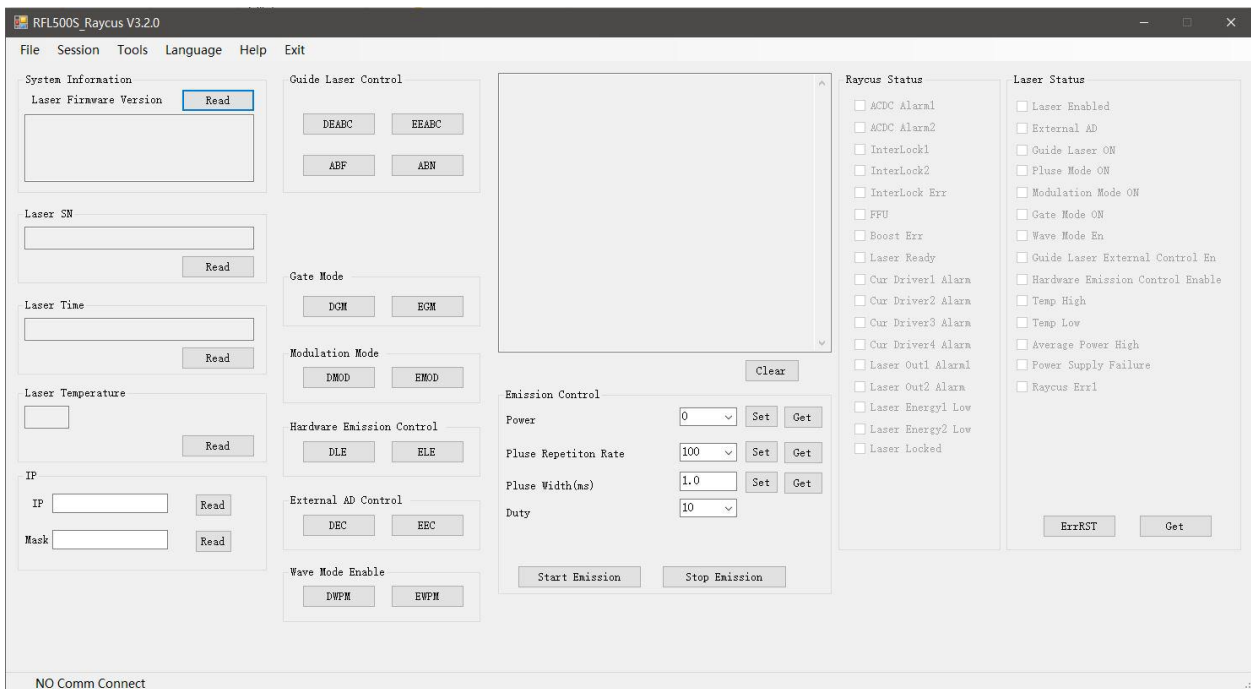 RFL500S_Raycus V3.2.0
File Session Tools Language Help Exit
System Information
Laser Firmware Version Read
Laser SN
Read
Laser Time
Read
Laser Temperature
Read
IP
IP Read
Mask Read
Guide Laser Control
DEABC EEABC
ABF ABN
Gate Mode
DGM EGM
Modulation Mode
DMOD EMOD
Hardware Emission Control
DLE ELE
External AD Control
DEC EEC
Wave Mode Enable
DWPM EWPM
Clear
Emission Control
Power 0 Set Get
Pluse Repetiton Rate 100 Set Get
Pluse Width(ms) 1.0 Set Get
Duty 10
Start Emission Stop Emission
Raycus Status
ACDC Alarm1
ACDC Alarm2
InterLock1
InterLock2
InterLock Err
FFU
Boost Err
Laser Ready
Cur Driver1 Alarm
Cur Driver2 Alarm
Cur Driver3 Alarm
Cur Driver4 Alarm
Laser Out1 Alarm1
Laser Out2 Alarm
Laser Energy1 Low
Laser Energy2 Low
Laser Locked
Laser Status
Laser Enabled
External AD
Guide Laser ON
Pluse Mode ON
Modulation Mode ON
Gate Mode ON
Wave Mode En
Guide Laser External Control En
Hardware Emission Control Enable
Temp High
Temp Low
Average Power High
Power Supply Failure
Raycus Err1
ErrRST Get
NO Comm Connect